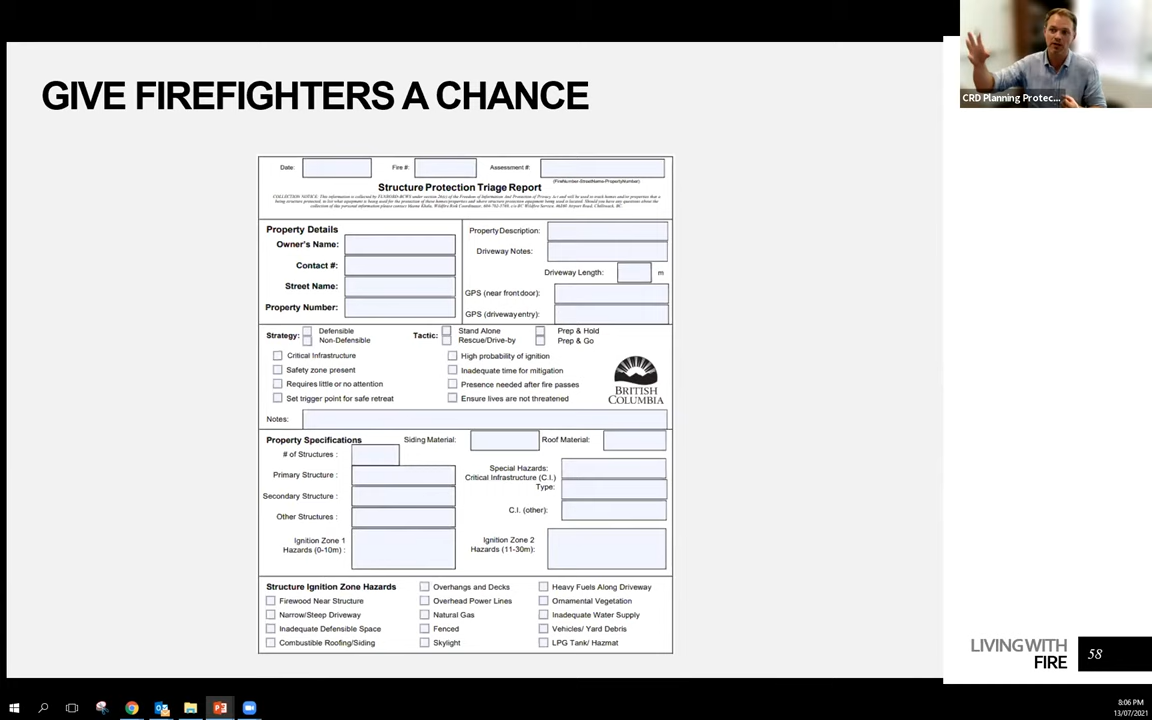 CRD Planning Protec...
GIVE FIREFIGHTERS A CHANCE
Date:
Fire #:
Assessment #:
(FireNumber-StreetName-PropertyNumber)
Structure Protection Triage Report
Property Details
Owner's Name:
Contact #:
Street Name:
Property Number:
Property Description:
Driveway Notes:
Driveway Length:
m
GPS (near front door):
GPS (driveway entry):
Strategy:
Defensible
Non-Defensible
Tactic:
Stand Alone
Rescue/Drive-by
Prep & Hold
Prep & Go
Critical Infrastructure
Safety zone present
Requires little or no attention
Set trigger point for safe retreat
High probability of ignition
Inadequate time for mitigation
Presence needed after fire passes
Ensure lives are not threatened
BRITISH
COLUMBIA
Notes:
Property Specifications
# of Structures :
Primary Structure :
Secondary Structure :
Other Structures :
Ignition Zone 1
Hazards (0-10m) :
Siding Material:
Roof Material:
Special Hazards:
Critical Infrastructure (C.I.)
Type:
C.I. (other):
Ignition Zone 2
Hazards (11-30m):
Structure Ignition Zone Hazards
Firewood Near Structure
Narrow/Steep Driveway
Inadequate Defensible Space
Combustible Roofing/Siding
Overhangs and Decks
Overhead Power Lines
Natural Gas
Fenced
Skylight
Heavy Fuels Along Driveway
Ornamental Vegetation
Inadequate Water Supply
Vehicles/ Yard Debris
LPG Tank/ Hazmat
LIVING WITH
FIRE
58
8:06 PM
13/07/2021